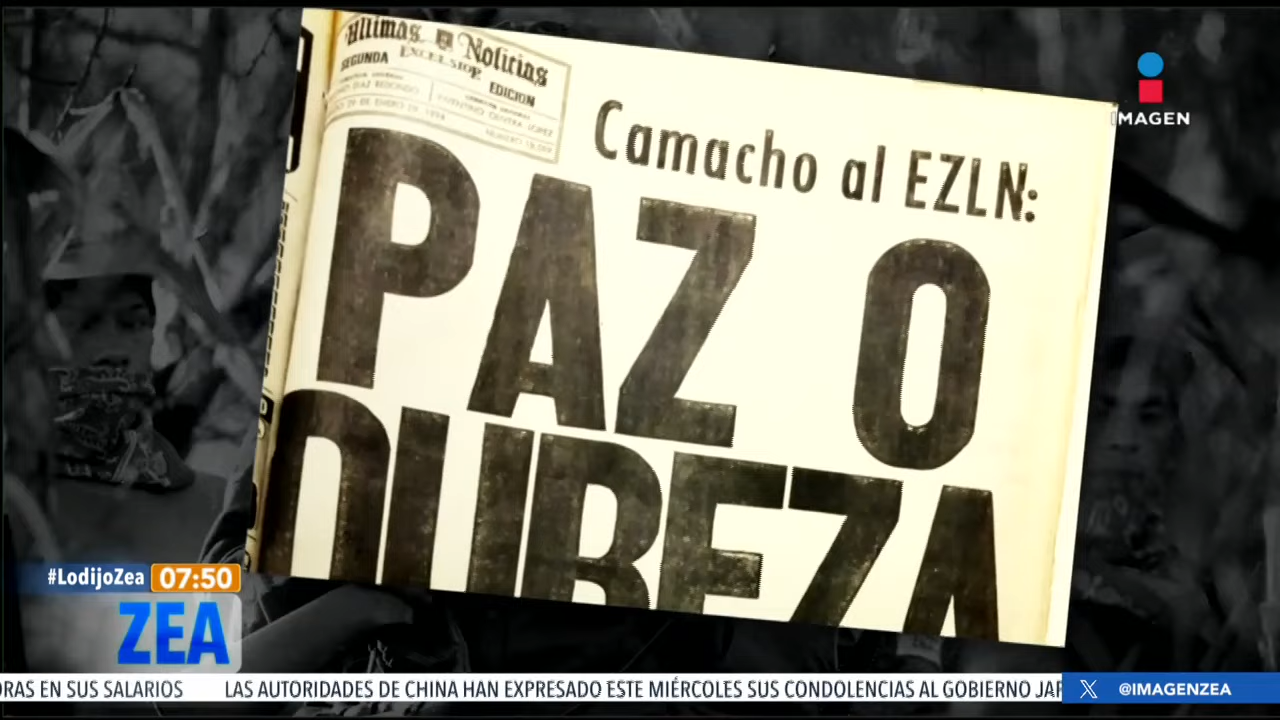 Ultimas Noticias
EXCELSIOR
SEGUNDA EDICION
Camacho al EZLN:
PAZ O
DUREZA
IMAGEN
#LodijoZea 07:50
ZEA
ORAS EN SUS SALARIOS LAS AUTORIDADES DE CHINA HAN EXPRESADO ESTE MIÉRCOLES SUS CONDOLENCIAS AL GOBIERNO JAP
@IMAGENZEA